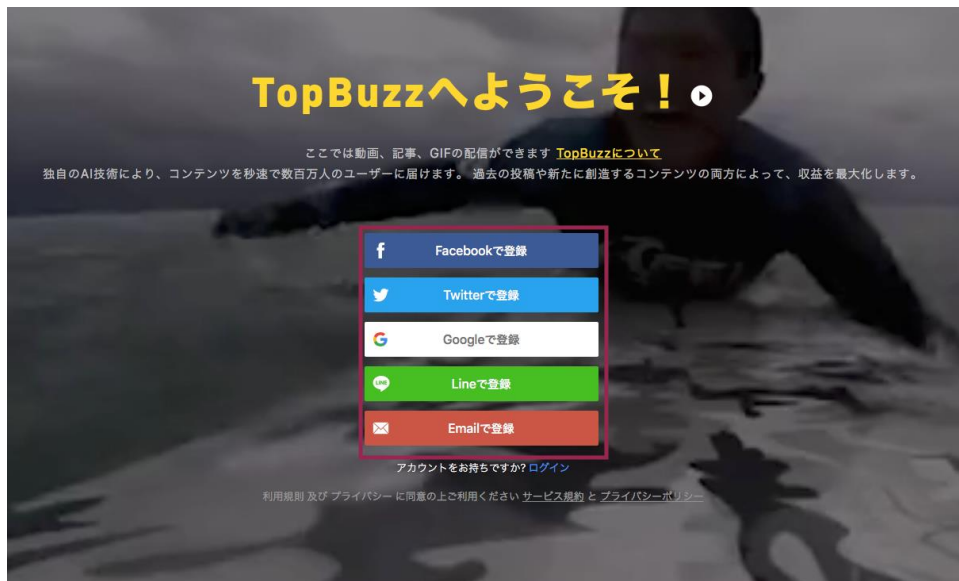 TopBuzzへようこそ！
ここでは動画、記事、GIFの配信ができます TopBuzzについて
独自のAI技術により、コンテンツを秒速で数百万人のユーザーに届けます。 過去の投稿や新たに創造するコンテンツの両方によって、収益を最大化します。
Facebookで登録
Twitterで登録
Googleで登録
LINE Lineで登録
Emailで登録
アカウントをお持ちですか? ログイン
利用規則 及び プライバシー に同意の上ご利用ください サービス規約 と プライバシーポリシー